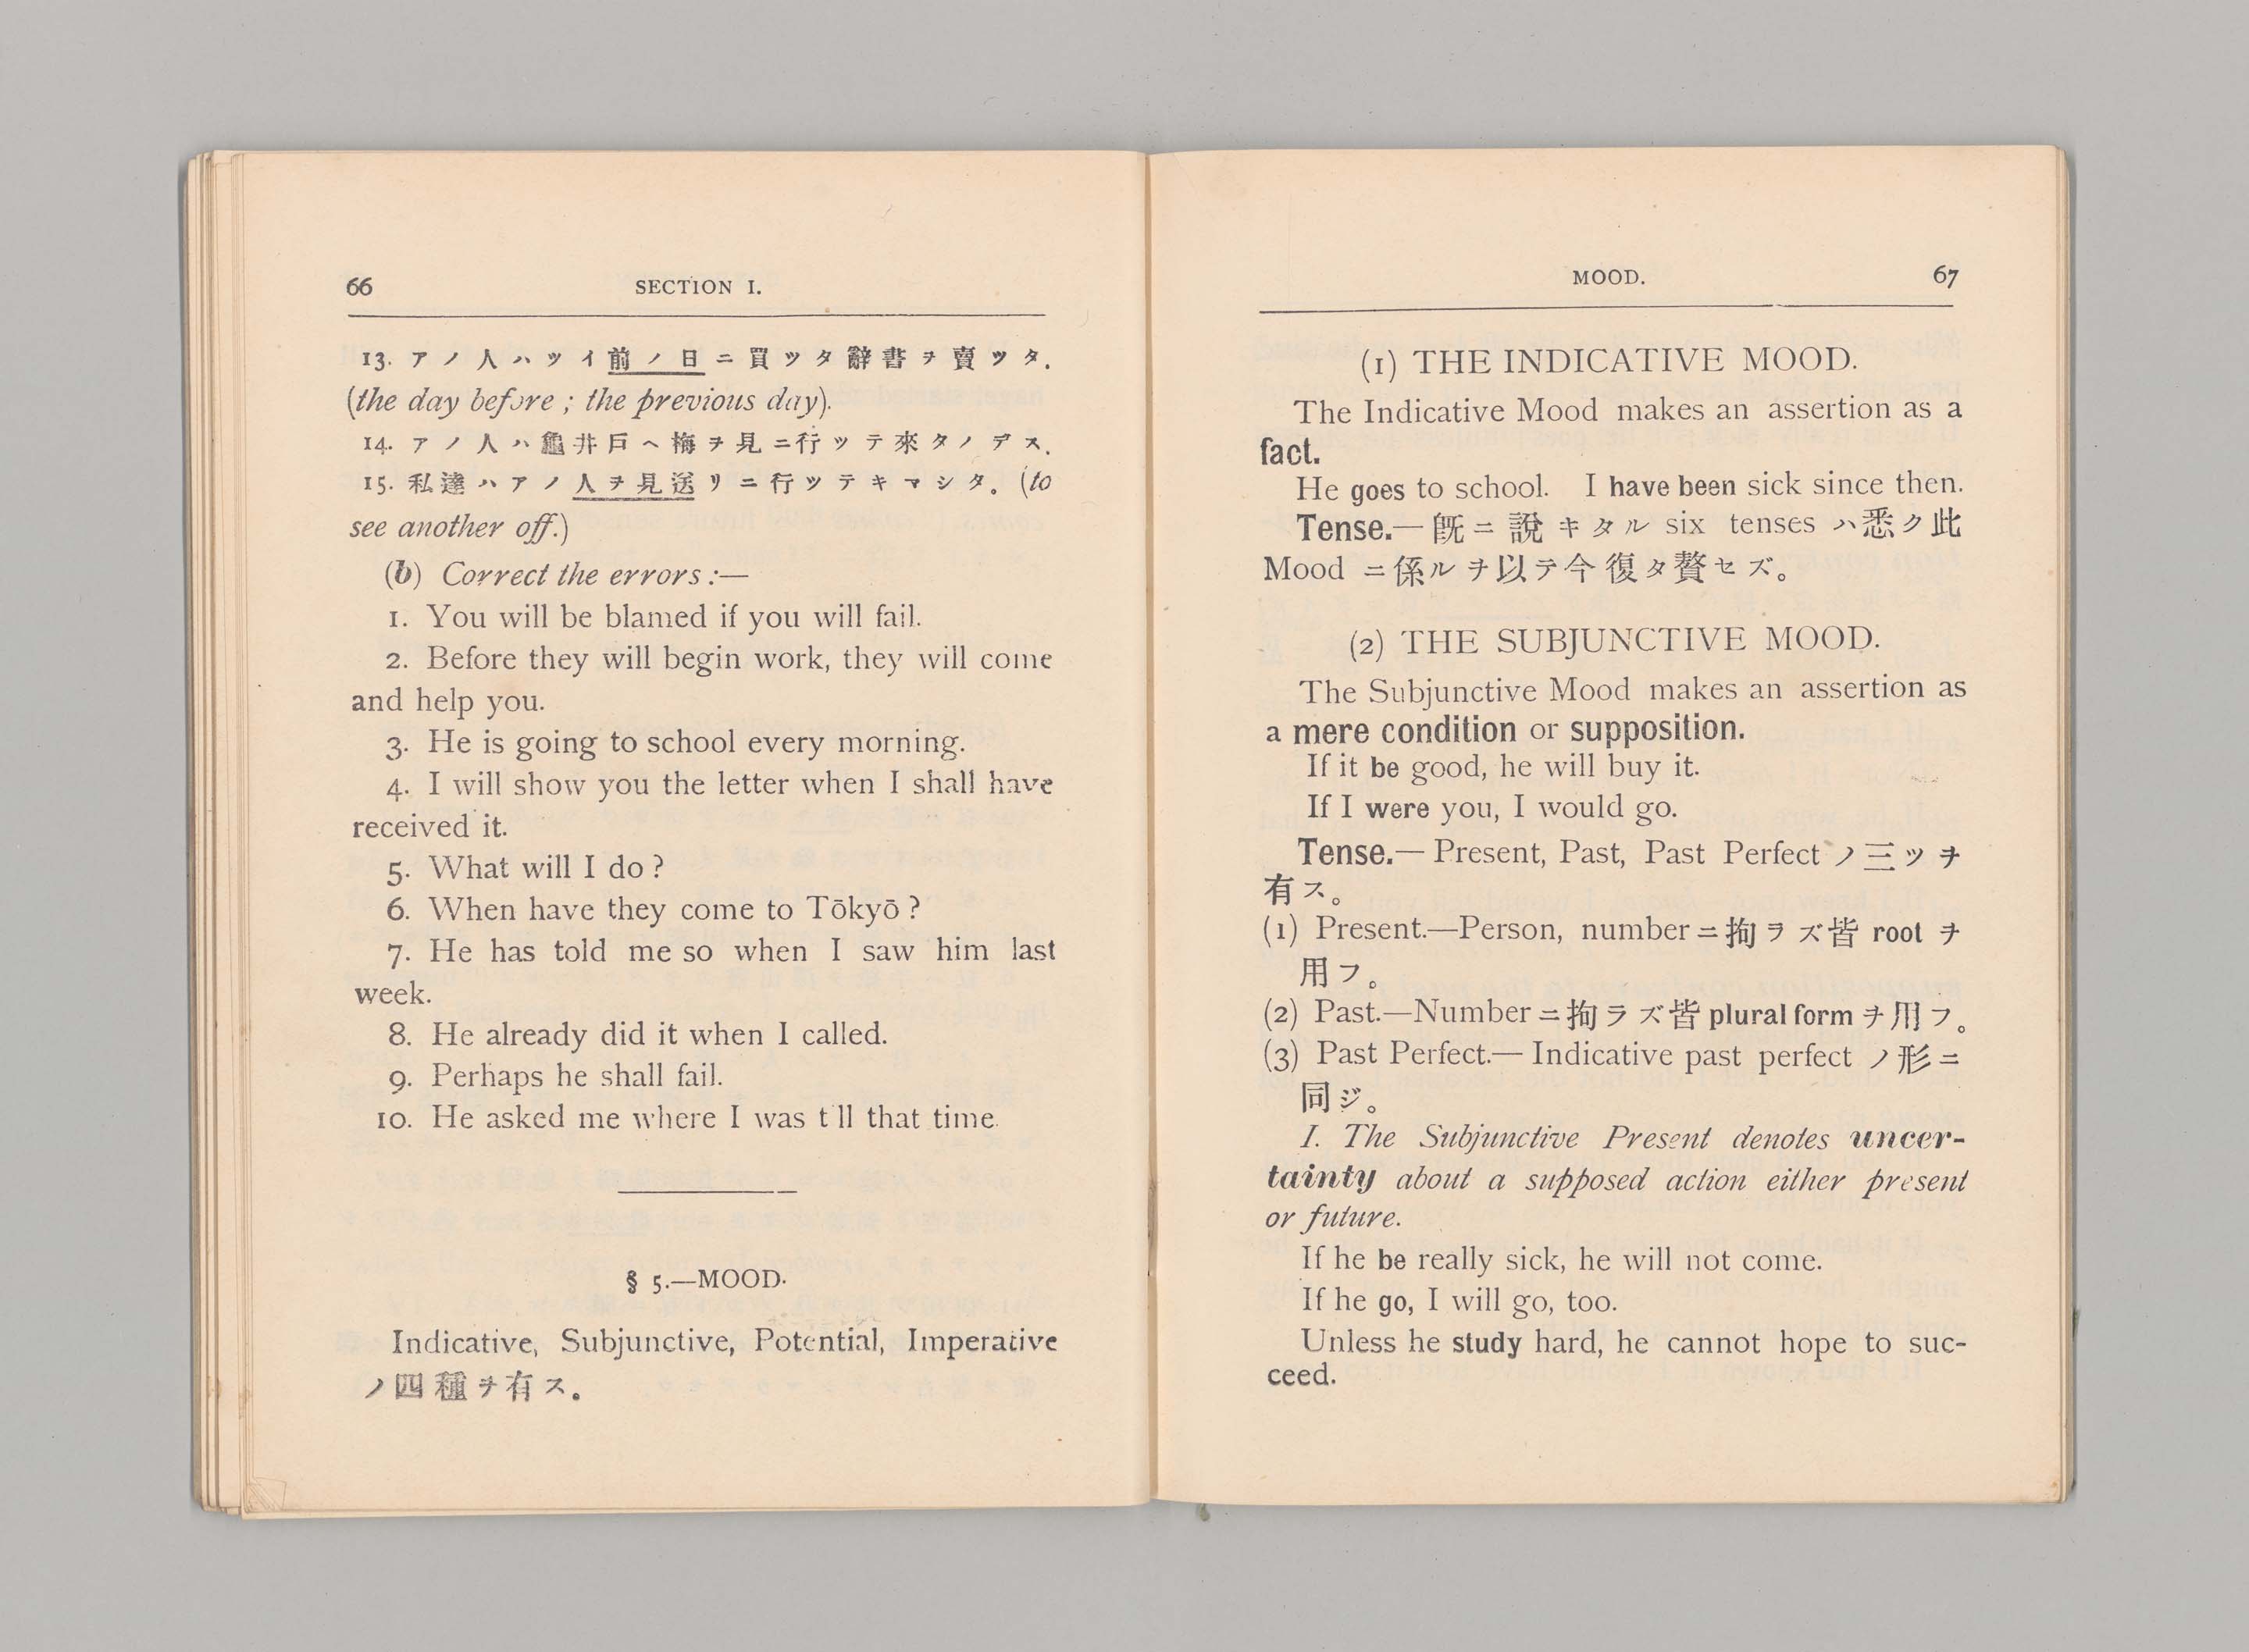 66
SECTION I.
13. アノ人ハツイ前ノ日ニ買ツタ辭書ヲ賣ツタ.
(the day before ; the previous day).
14. アノ人ハ龜井戸ヘ梅ヲ見ニ行ツテ來タノデス.
15. 私達ハアノ人ヲ見送リニ行ツテキマシタ。(to
see another off.)
(b) Correct the errors :—
1. You will be blamed if you will fail.
2. Before they will begin work, they will come
and help you.
3. He is going to school every morning.
4. I will show you the letter when I shall have
received it.
5. What will I do ?
6. When have they come to Tōkyō ?
7. He has told me so when I saw him last
week.
8. He already did it when I called.
9. Perhaps he shall fail.
10. He asked me where I was t ll that time.
§ 5.—MOOD.
Indicative, Subjunctive, Potential, Imperative
ノ四種ヲ有ス。
MOOD.
67
(1) THE INDICATIVE MOOD.
The Indicative Mood makes an assertion as a
fact.
He goes to school. I have been sick since then.
Tense.—既ニ說キタル six tenses ハ悉ク此
Mood ニ係ルヲ以テ今復タ贅セズ。
(2) THE SUBJUNCTIVE MOOD.
The Subjunctive Mood makes an assertion as
a mere condition or supposition.
If it be good, he will buy it.
If I were you, I would go.
Tense.— Present, Past, Past Perfect ノ三ツヲ
有ス。
(1) Present.—Person, number ニ拘ラズ皆 root ヲ
用フ。
(2) Past.—Number ニ拘ラズ皆 plural form ヲ用フ。
(3) Past Perfect.— Indicative past perfect ノ形ニ
同ジ。
I. The Subjunctive Present denotes uncer-
tainty about a supposed action either present
or future.
If he be really sick, he will not come.
If he go, I will go, too.
Unless he study hard, he cannot hope to suc-
ceed.